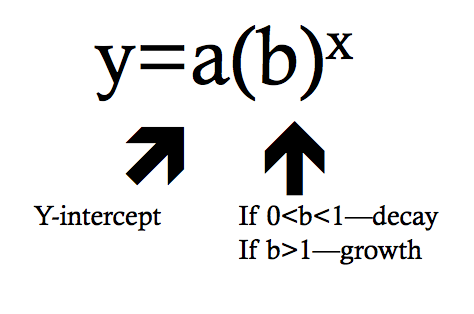 y=a(b)ˣ
Y-intercept
If 0<b<1—decay
If b>1—growth